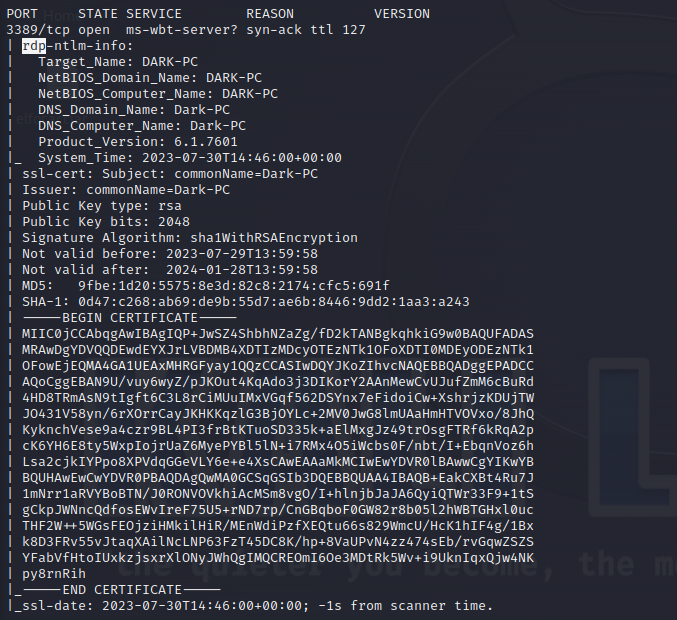 PORT     STATE SERVICE        REASON          VERSION
3389/tcp open  ms-wbt-server? syn-ack ttl 127
| rdp-ntlm-info:
|   Target_Name: DARK-PC
|   NetBIOS_Domain_Name: DARK-PC
|   NetBIOS_Computer_Name: DARK-PC
|   DNS_Domain_Name: Dark-PC
|   DNS_Computer_Name: Dark-PC
|   Product_Version: 6.1.7601
|_  System_Time: 2023-07-30T14:46:00+00:00
| ssl-cert: Subject: commonName=Dark-PC
| Issuer: commonName=Dark-PC
| Public Key type: rsa
| Public Key bits: 2048
| Signature Algorithm: sha1WithRSAEncryption
| Not valid before: 2023-07-29T13:59:58
| Not valid after:  2024-01-28T13:59:58
| MD5:   9fbe:1d20:5575:8e3d:82c8:2174:cfc5:691f
| SHA-1: 0d47:c268:ab69:de9b:55d7:ae6b:8446:9dd2:1aa3:a243
| -----BEGIN CERTIFICATE-----
| MIIC0jCCAbqgAwIBAgIQP+JwSZ4ShbhNZaZg/fD2kTANBgkqhkiG9w0BAQUFADAS
| MRAwDgYDVQQDEwdEYXJrLVBDMB4XDTIzMDcyOTEzNTk1OFoXDTI0MDEyODEzNTk1
| OFowEjEQMA4GA1UEAxMHRGFyay1QQzCCASIwDQYJKoZIhvcNAQEBBQADggEPADCC
| AQoCggEBAN9U/vuy6wyZ/pJKOut4KqAdo3j3DIKorY2AAnMewCvUJufZmM6cBuRd
| 4HD8TRmAsN9tIgft6C3L8rCiMUuIMxVGqf562DSYnx7eFidoiCw+XshrjzKDUjTW
| JO431V58yn/6rXOrrCayJKHKKqzlG3BjOYLc+2MV0JwG8lmUAaHmHTVOVxo/8JhQ
| KyknchVese9a4czr9BL4PI3frBtKTuoSD335k+aElMxgJz49trOsgFTRf6kRqA2p
| cK6YH6E8ty5WxpIojrUaZ6MyePYBl5lN+i7RMx4O5iWcbs0F/nbt/I+EbqnVoz6h
| Lsa2cjkIYPpo8XPVdqGGeVLY6e+e4XsCAwEAAaMkMCIwEwYDVR0lBAwwCgYIKwYB
| BQUHAwEwCwYDVR0PBAQDAgQwMA0GCSqGSIb3DQEBBQUAA4IBAQB+EakCXBt4Ru7J
| 1mNrr1aRVYBoBTN/J0RONVOVkhiAcMSm8vgO/I+hlnjbJaJA6QyiQTWr33F9+1tS
| gCkpJWNncQdfosEWvIreF75U5+rND7rp/CnGBqboF0GW82r8b05l2hWBTGHxl0uc
| THF2W++5WGsFEOjziHMkilHiR/MEnWdiPzfXEQtu66s829WmcU/HcK1hIF4g/1Bx
| k8D3FRv55vJtaqXAilNcLNP63FzT45DC8K/hp+8VaUPvN4zz474sEb/rvGqwZSZS
| YFabVfHtoIUxkzjsxrXlONyJWhQgIMQCREOmI6Oe3MDtRk5Wv+i9UknIqxQjw4NK
| py8rnRih
|_-----END CERTIFICATE-----
|_ssl-date: 2023-07-30T14:46:00+00:00; -1s from scanner time.
the quieter you become, the m